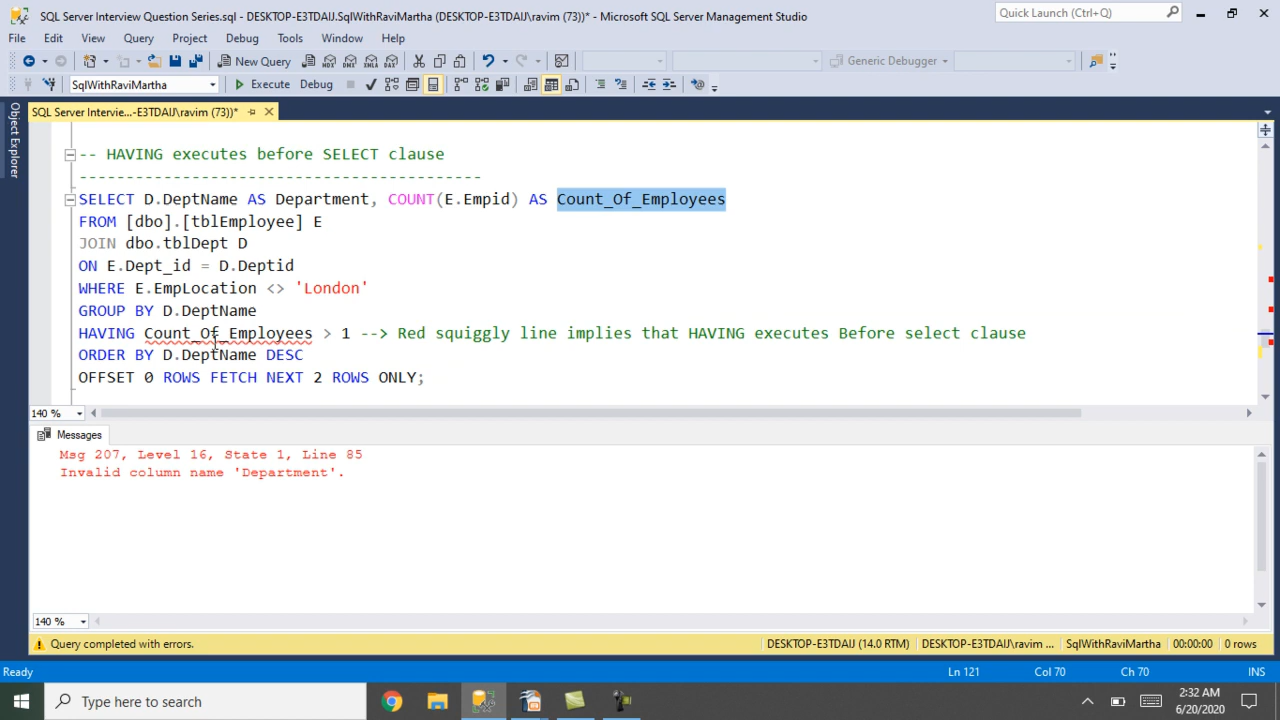 SQL Server Interview Question Series.sql - DESKTOP-E3TDAIJ.SqlWithRaviMartha (DESKTOP-E3TDAIJ\ravim (73))* - Microsoft SQL Server Management Studio
Quick Launch (Ctrl+Q)
File Edit View Query Project Debug Tools Window Help
New Query
MDX DMX XMLA DAX
Generic Debugger
SqlWithRaviMartha
Execute Debug
SQL Server Intervie...-E3TDAIJ\ravim (73))*
Object Explorer
-- HAVING executes before SELECT clause
-------------------------------------------
SELECT D.DeptName AS Department, COUNT(E.Empid) AS Count_Of_Employees
FROM [dbo].[tblEmployee] E
JOIN dbo.tblDept D
ON E.Dept_id = D.Deptid
WHERE E.EmpLocation <> 'London'
GROUP BY D.DeptName
HAVING Count_Of_Employees > 1 --> Red squiggly line implies that HAVING executes Before select clause
ORDER BY D.DeptName DESC
OFFSET 0 ROWS FETCH NEXT 2 ROWS ONLY;
140 %
Messages
Msg 207, Level 16, State 1, Line 85
Invalid column name 'Department'.
140 %
Query completed with errors.
DESKTOP-E3TDAIJ (14.0 RTM) DESKTOP-E3TDAIJ\ravim ... SqlWithRaviMartha 00:00:00 0 rows
Ready
Ln 121 Col 70 Ch 70 INS
Type here to search
2:32 AM
6/20/2020